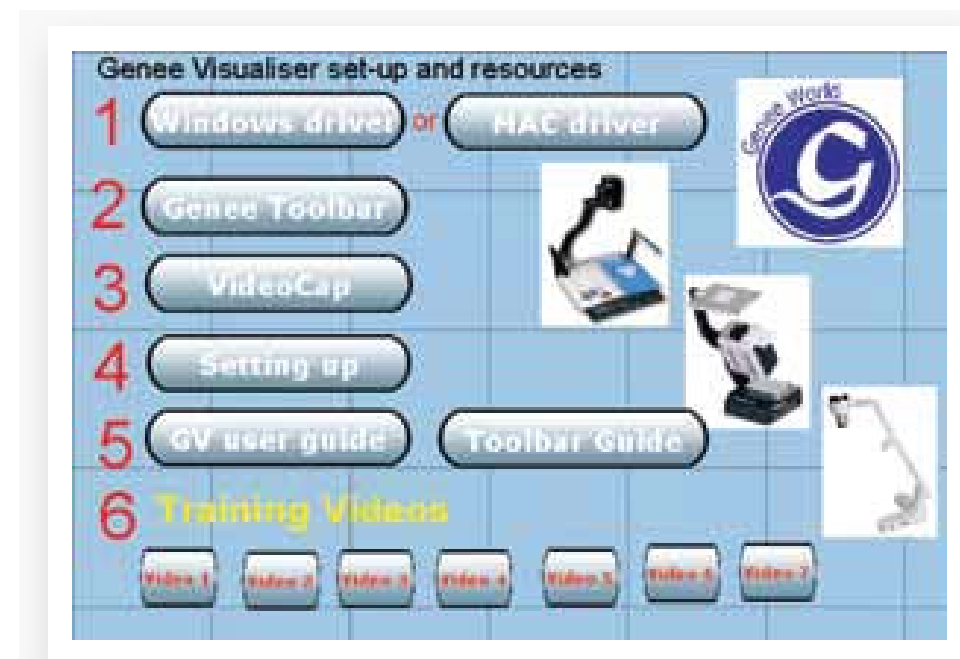 Genee Visualiser set-up and resources
1 Windows driver or MAC driver
Genee World
2 Genee Toolbar
3 VideoCap
4 Setting up
5 GV user guide Toolbar Guide
6 Training Videos
Video 1 Video 2 Video 3 Video 4 Video 5 Video 6 Video 7